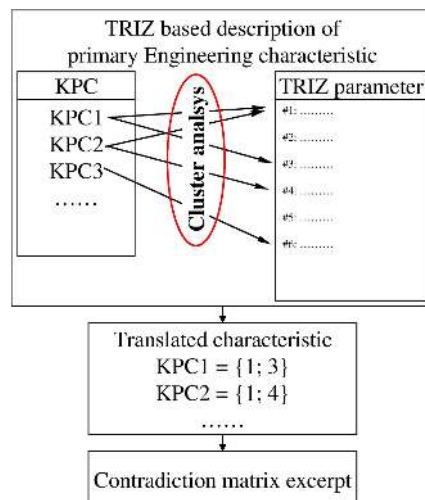 TRIZ based description of
primary Engineering characteristic
KPC
KPC1
KPC2
KPC3
......
Cluster analsys
TRIZ parameter
#1: .........
#2: .........
#3: .........
#4: .........
#5: .........
#6: .........
Translated characteristic
KPC1 = {1; 3}
KPC2 = {1; 4}
......
Contradiction matrix excerpt